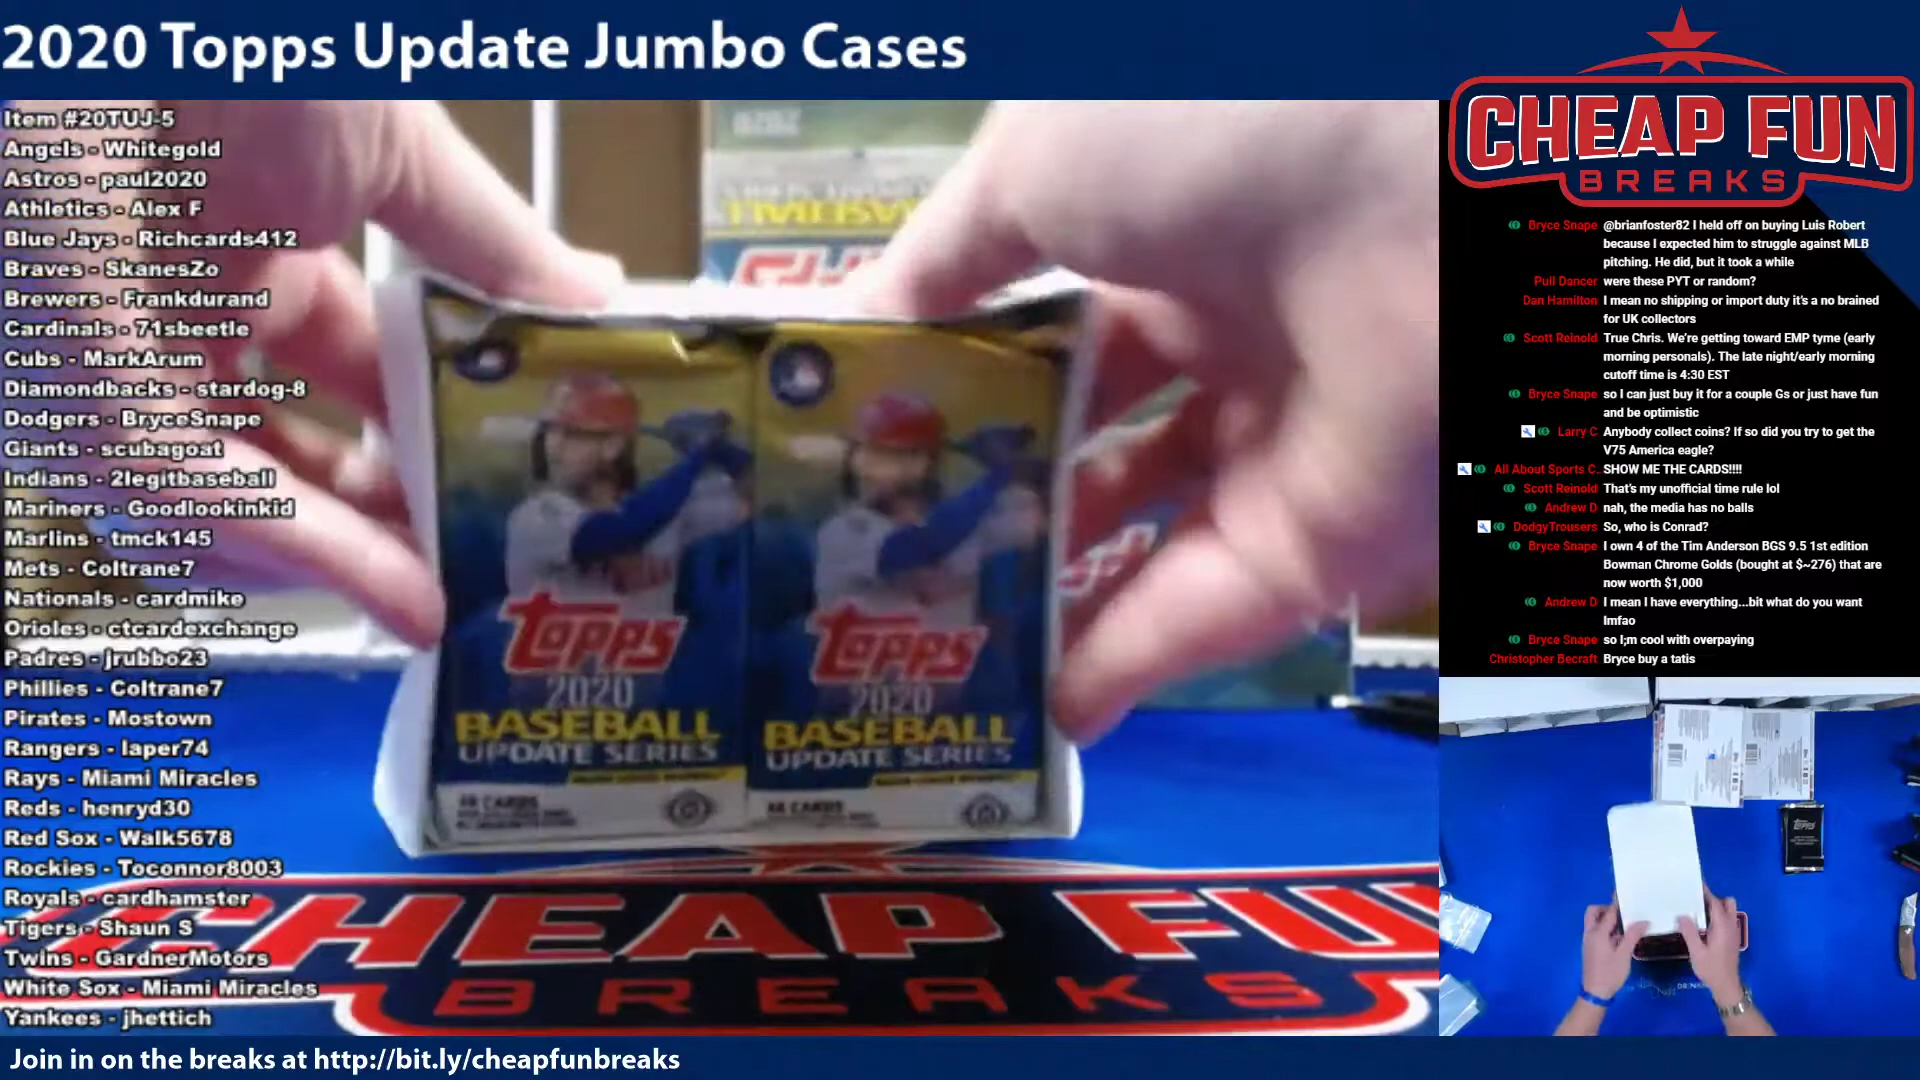 2020 Topps Update Jumbo Cases
Item #20TUJ-5
Angels - Whitegold
Astros - paul2020
Athletics - Alex F
Blue Jays - Richcards412
Braves - SkanesZo
Brewers - Frankdurand
Cardinals - 71sbeetle
Cubs - MarkArum
Diamondbacks - stardog-8
Dodgers - BryceSnape
Giants - scubagoat
Indians - 2legitbaseball
Mariners - Goodlookinkid
Marlins - tmck145
Mets - Coltrane7
Nationals - cardmike
Orioles - ctcardexchange
Padres - jrubbo23
Phillies - Coltrane7
Pirates - Mostown
Rangers - laper74
Rays - Miami Miracles
Reds - henryd30
Red Sox - Walk5678
Rockies - Toconnor8003
Royals - cardhamster
Tigers - Shaun S
Twins - GardnerMotors
White Sox - Miami Miracles
Yankees - jhettich
Topps
2020
BASEBALL
UPDATE SERIES
CARDS
Topps
2020
BASEBALL
UPDATE SERIES
CARDS
CHEAP FU
BREAKS
CHEAP FUN
BREAKS
Bryce Snape @brianfoster82 I held off on buying Luis Robert
because I expected him to struggle against MLB
pitching. He did, but it took a while
Pull Dancer were these PYT or random?
Dan Hamilton I mean no shipping or import duty it's a no brained
for UK collectors
Scott Reinold True Chris. We're getting toward EMP tyme (early
morning personals). The late night/early morning
cutoff time is 4:30 EST
Bryce Snape so I can just buy it for a couple Gs or just have fun
and be optimistic
Larry C Anybody collect coins? If so did you try to get the
V75 America eagle?
All About Sports C... SHOW ME THE CARDS!!!!
Scott Reinold That's my unofficial time rule lol
Andrew D nah, the media has no balls
DodgyTrousers So, who is Conrad?
Bryce Snape I own 4 of the Tim Anderson BGS 9.5 1st edition
Bowman Chrome Golds (bought at $~276) that are
now worth $1,000
Andrew D I mean I have everything...bit what do you want
lmfao
Bryce Snape so I;m cool with overpaying
Christopher Becraft Bryce buy a tatis
Topps
Join in on the breaks at http://bit.ly/cheapfunbreaks